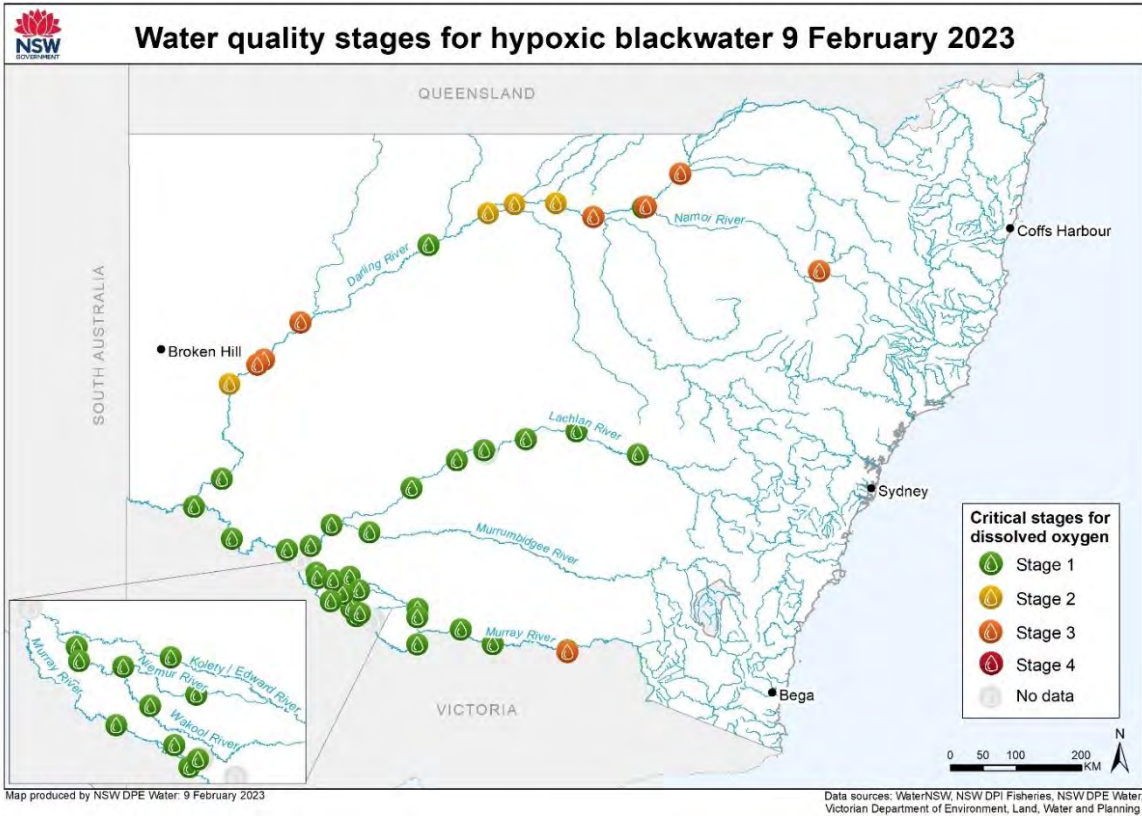 NSW
GOVERNMENT
Water quality stages for hypoxic blackwater 9 February 2023
QUEENSLAND
SOUTH AUSTRALIA
VICTORIA
Namoi River
Coffs Harbour
Darling River
Broken Hill
Lachlan River
Sydney
Murrumbidgee River
Murray River
Bega
Murray River
Kolety / Edward River
Niemur River
Wakool River
Critical stages for
dissolved oxygen
Stage 1
Stage 2
Stage 3
Stage 4
No data
N
0 50 100 200
KM
Map produced by NSW DPE Water: 9 February 2023
Data sources: WaterNSW, NSW DPI Fisheries, NSW DPE Water
Victorian Department of Environment, Land, Water and Planning